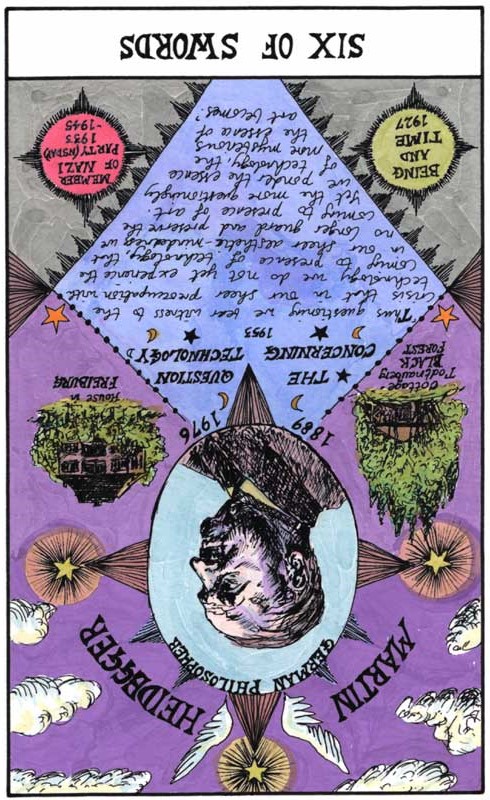 MARTIN
HEIDEGGER
GERMAN PHILOSOPHER
1889
1976
Cottage
Todtnauberg
BLACK
FOREST
House in
FREIBURG
THE QUESTION
CONCERNING TECHNOLOGY
1953
Thus questioning we bear witness to the
crisis that in our sheer preoccupation with
technology we do not yet experience the
coming to presence of technology, that
in our sheer aesthetic-mindedness we
no longer guard and preserve the
coming to presence of art.
Yet the more questioningly
we ponder the essence
of technology, the
more mysterious
the essence of
art becomes.
BEING
AND
TIME
1927
MEMBER
OF NAZI
PARTY (NSDAP)
1933
-1945
SIX OF SWORDS